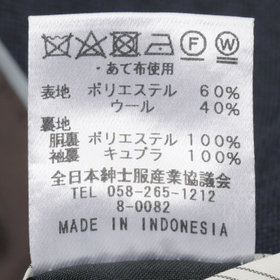 F W
・あて布使用
表地 ポリエステル 60%
ウール 40%
裏地
胴裏 ポリエステル 100%
袖裏 キュプラ 100%
全日本紳士服産業協議会
TEL 058-265-1212
8-0082
MADE IN INDONESIA